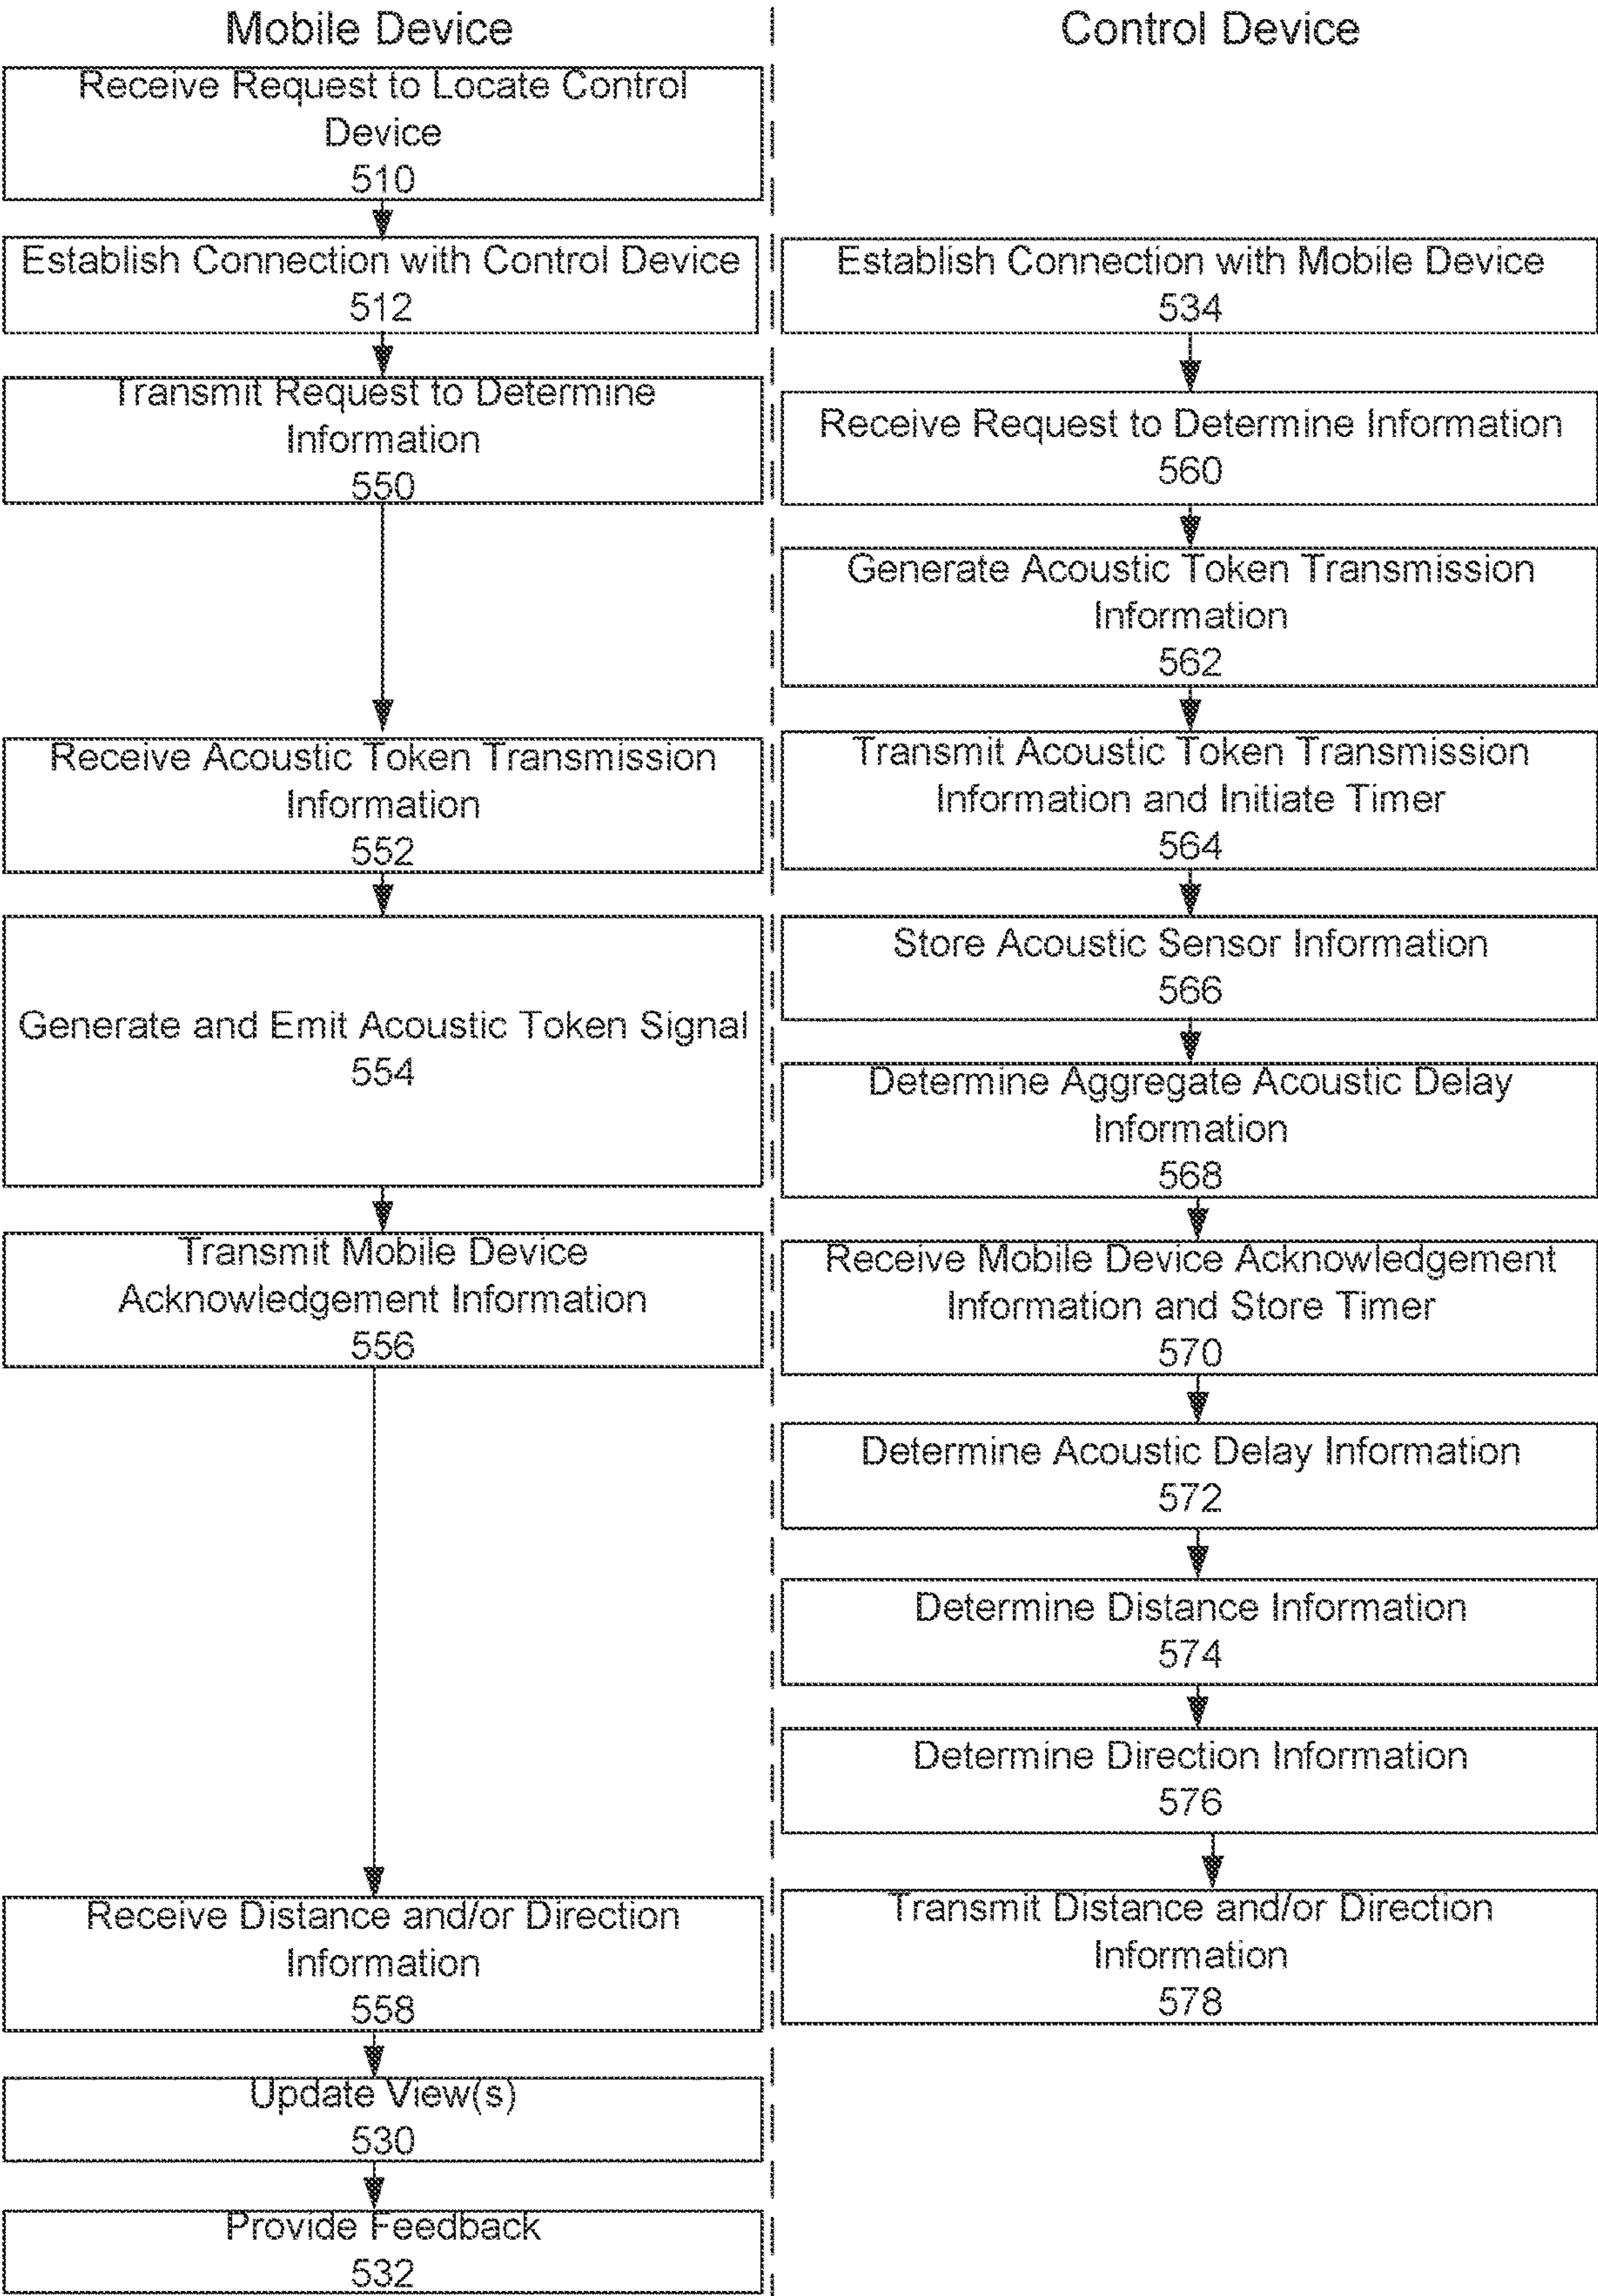 Mobile Device
Receive Request to Locate Control
Device
510
Establish Connection with Control Device
512
Transmit Request to Determine
Information
550
Receive Acoustic Token Transmission
Information
552
Generate and Emit Acoustic Token Signal
554
Transmit Mobile Device
Acknowledgement Information
556
Receive Distance and/or Direction
Information
558
Update View(s)
530
Provide Feedback
532
Control Device
Establish Connection with Mobile Device
534
Receive Request to Determine Information
560
Generate Acoustic Token Transmission
Information
562
Transmit Acoustic Token Transmission
Information and Initiate Timer
564
Store Acoustic Sensor Information
566
Determine Aggregate Acoustic Delay
Information
568
Receive Mobile Device Acknowledgement
Information and Store Timer
570
Determine Acoustic Delay Information
572
Determine Distance Information
574
Determine Direction Information
576
Transmit Distance and/or Direction
Information
578